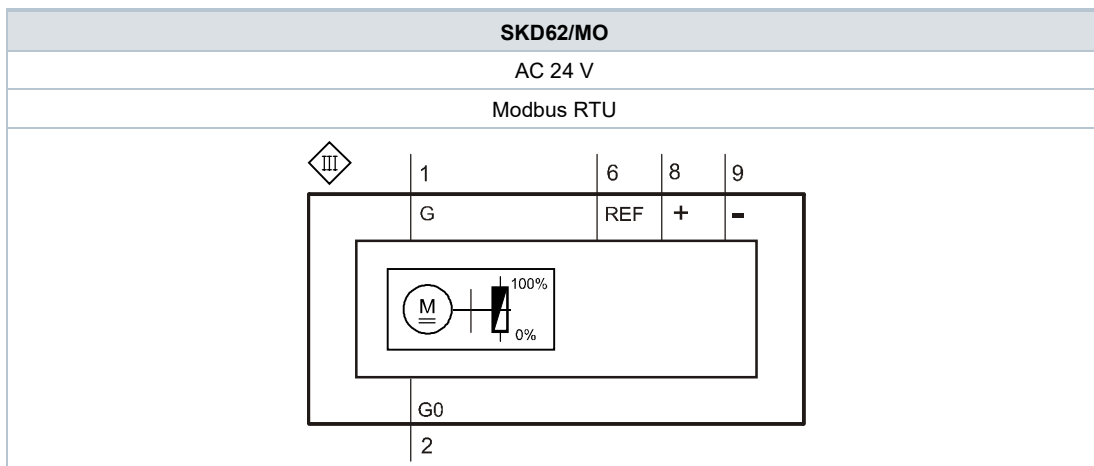 SKD62/MO
AC 24 V
Modbus RTU
III
1 6 8 9
G REF + -
100%
M
0%
G0
2